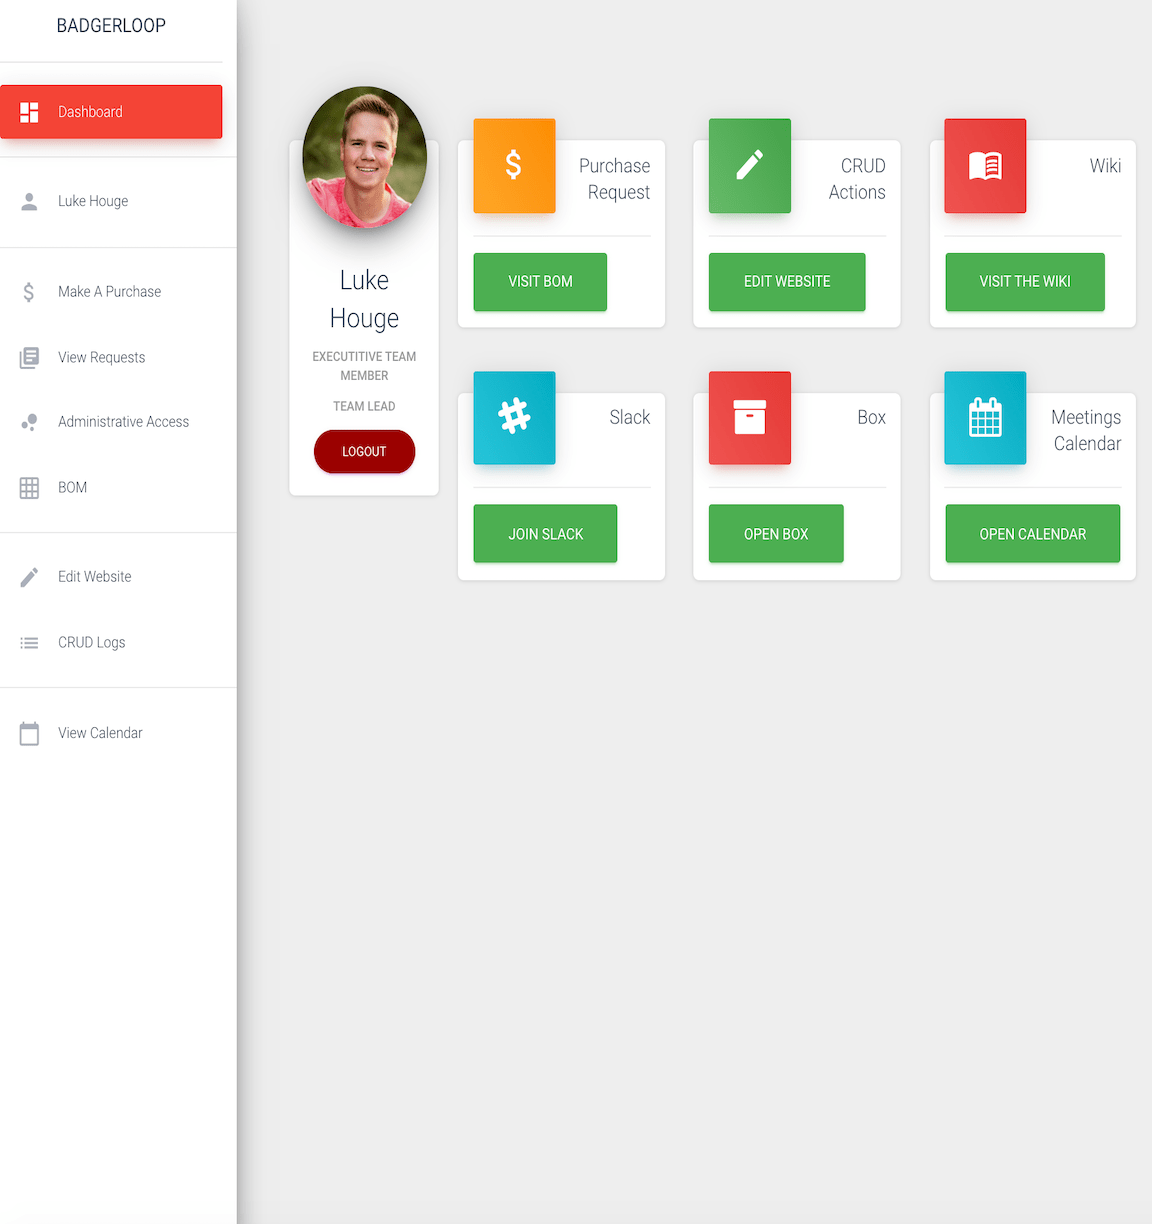 BADGERLOOP
Dashboard
Luke Houge
Make A Purchase
View Requests
Administrative Access
BOM
Edit Website
CRUD Logs
View Calendar
Luke
Houge
EXECUTITIVE TEAM
MEMBER
TEAM LEAD
LOGOUT
$
Purchase
Request
VISIT BOM
CRUD
Actions
EDIT WEBSITE
Wiki
VISIT THE WIKI
#
Slack
JOIN SLACK
Box
OPEN BOX
Meetings
Calendar
OPEN CALENDAR